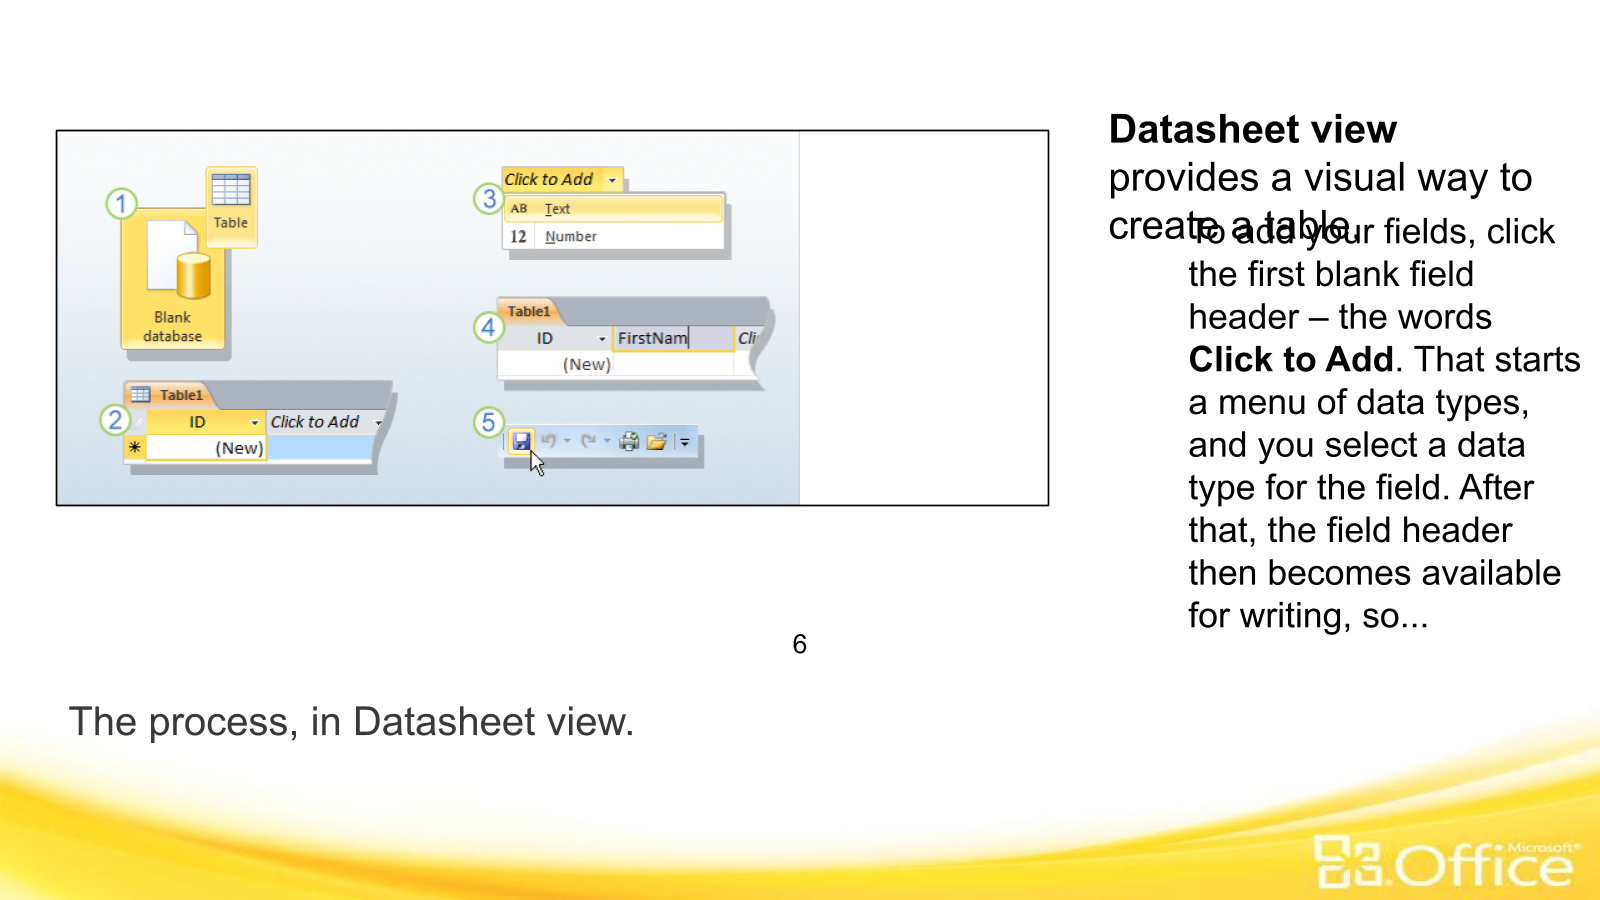 Datasheet view
provides a visual way to
create a table.
To add your fields, click
the first blank field
header – the words
Click to Add. That starts
a menu of data types,
and you select a data
type for the field. After
that, the field header
then becomes available
for writing, so...
1
Table
Blank
database
2
Table1
ID
Click to Add
(New)
3
Click to Add
AB Text
12 Number
4
Table1
ID
FirstNam
Cli
(New)
5
6
The process, in Datasheet view.
Microsoft®
Office